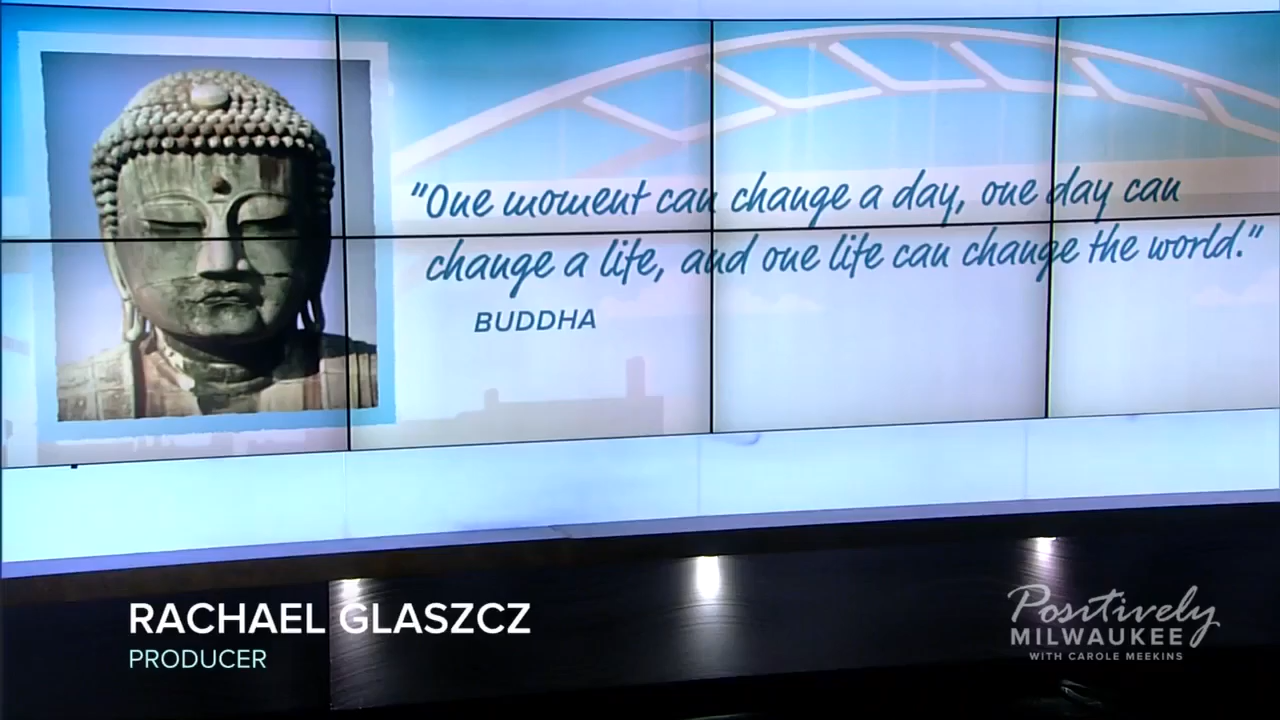 “One moment can change a day, one day can
change a life, and one life can change the world.”
BUDDHA
RACHAEL GLASZCZ
PRODUCER
Positively
MILWAUKEE
WITH CAROLE MEEKINS